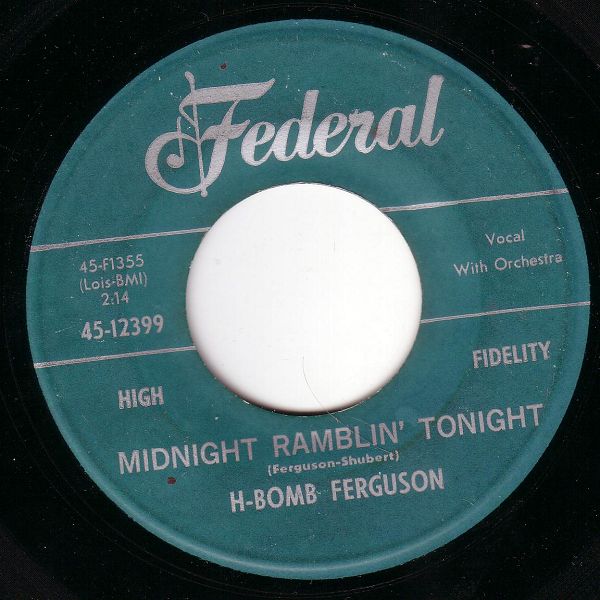 Federal
45-F1355
(Lois-BMI)
2:14
45-12399
Vocal
With Orchestra
HIGH
FIDELITY
MIDNIGHT RAMBLIN' TONIGHT
(Ferguson-Shubert)
H-BOMB FERGUSON